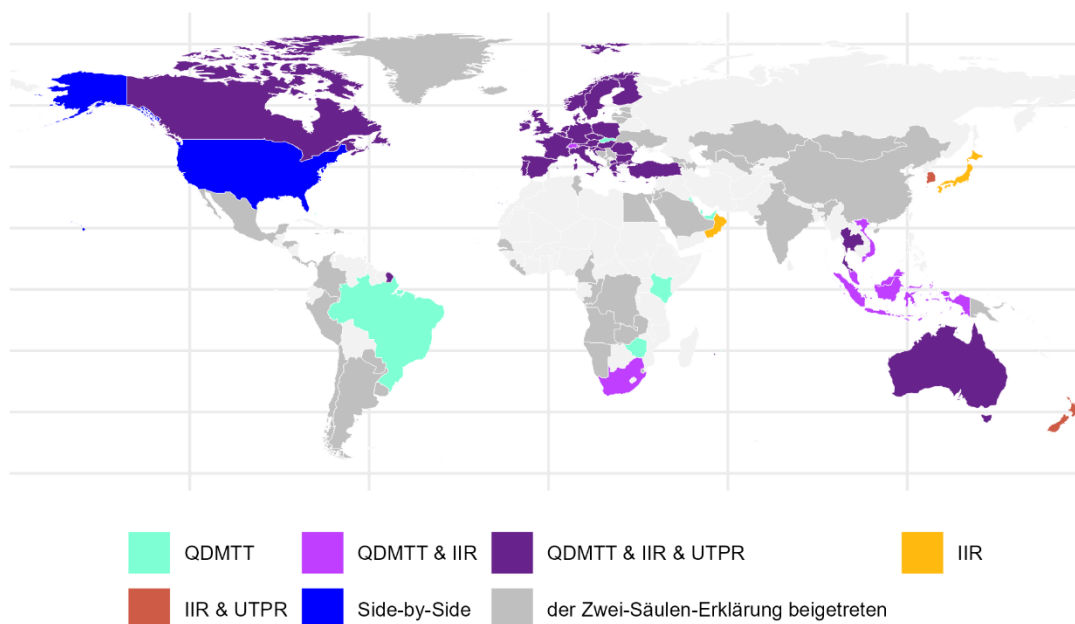 QDMTT QDMTT & IIR QDMTT & IIR & UTPR IIR
IIR & UTPR Side-by-Side der Zwei-Säulen-Erklärung beigetreten